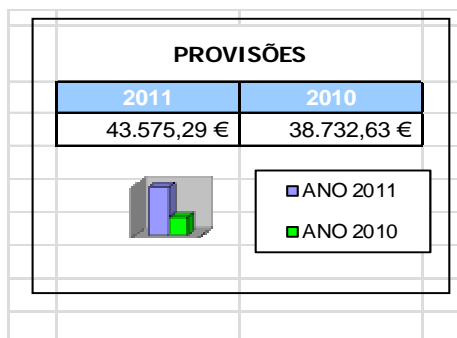 PROVISÕES
2011 2010
43.575,29 € 38.732,63 €
ANO 2011
ANO 2010